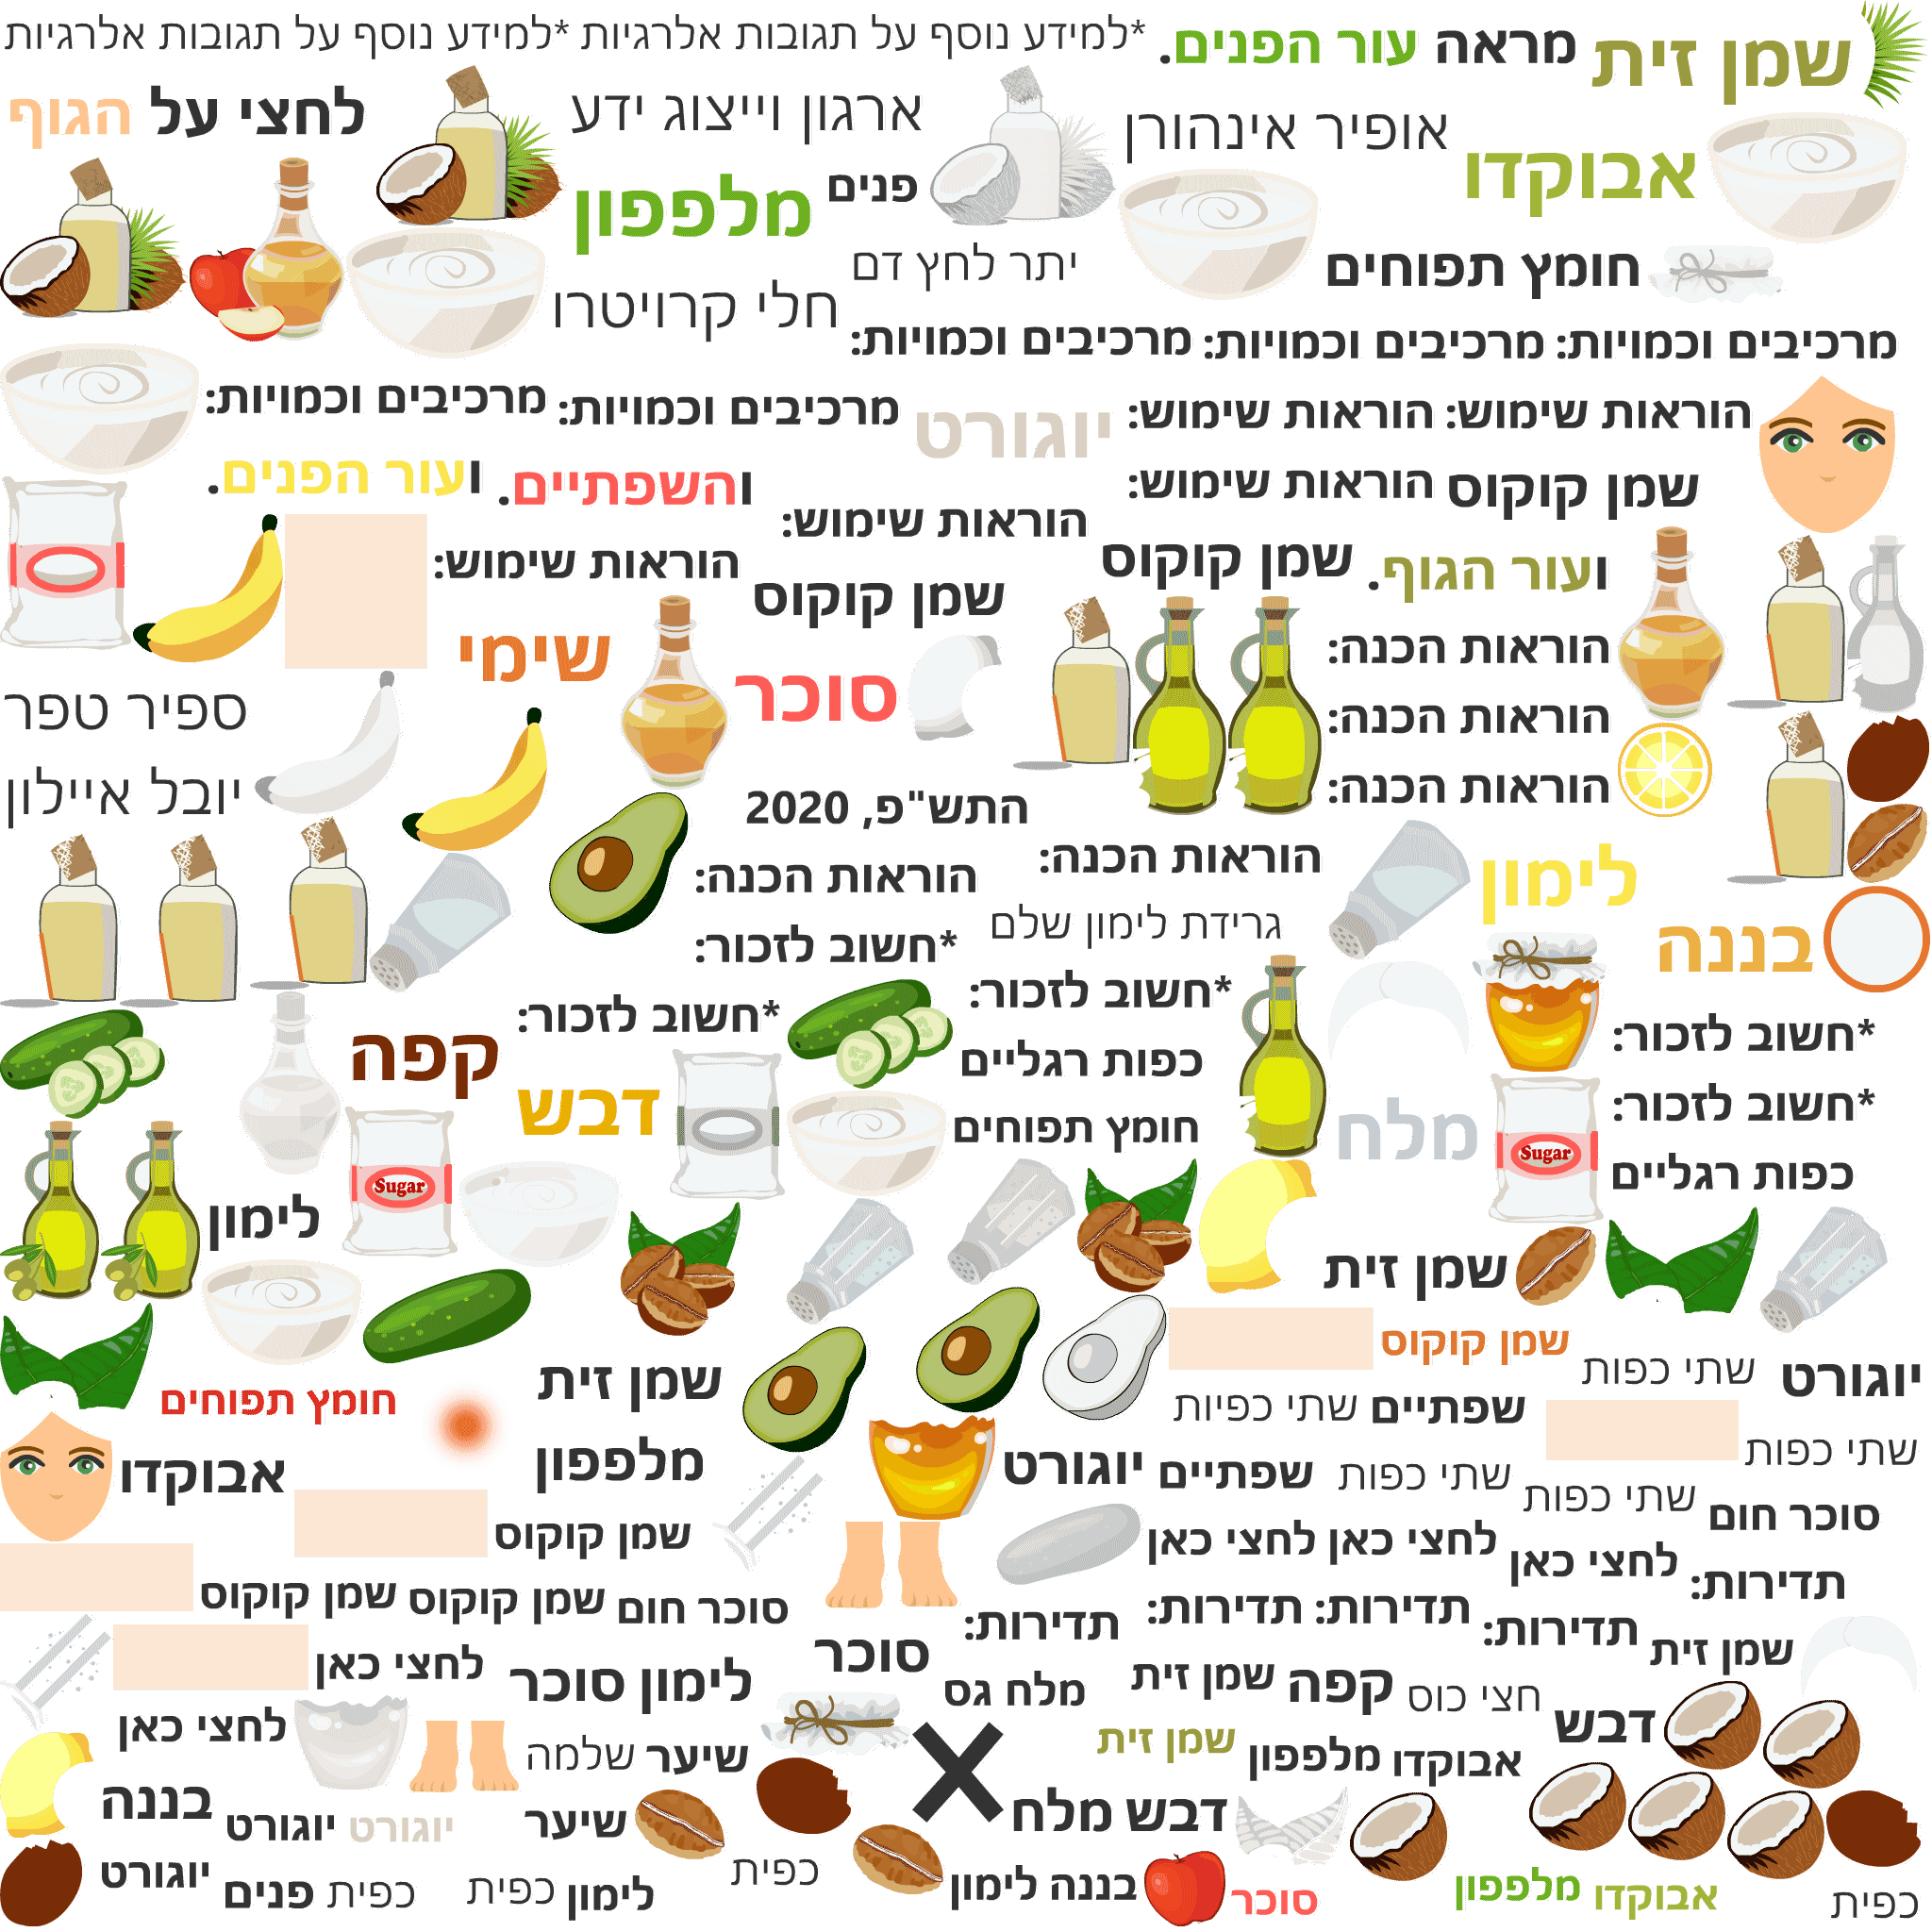 *למידע נוסף על תגובות אלרגיות *למידע נוסף על תגובות אלרגיות
מראה עור הפנים.
שמן זית
לחצי על הגוף
ארגון וייצוג ידע
אופיר אינהורן
אבוקדו
מלפפון
פנים
יתר לחץ דם
חומץ תפוחים
חלי קרויטרו
מרכיבים וכמויות: מרכיבים וכמויות: מרכיבים וכמויות:
מרכיבים וכמויות: מרכיבים וכמויות:
יוגורט
הוראות שימוש: הוראות שימוש:
ועור הפנים.
והשפתיים.
הוראות שימוש:
שמן קוקוס
הוראות שימוש:
הוראות שימוש:
שמן קוקוס
ועור הגוף.
שמן קוקוס
שימי
סוכר
הוראות הכנה:
ספיר טפר
הוראות הכנה:
יובל איילון
התש"פ, 2020
הוראות הכנה:
הוראות הכנה:
הוראות הכנה:
לימון
גרידת לימון שלם
*חשוב לזכור:
בננה
*חשוב לזכור:
*חשוב לזכור:
קפה
כפות רגליים
*חשוב לזכור:
דבש
חומץ תפוחים
מלח
*חשוב לזכור:
Sugar
Sugar
כפות רגליים
לימון
שמן זית
שמן קוקוס
שתי כפות
יוגורט
חומץ תפוחים
שמן זית
שפתיים שתי כפיות
אבוקדו
מלפפון
יוגורט
שפתיים
שתי כפות
שתי כפות
שתי כפות
סוכר חום
שמן קוקוס
לחצי כאן לחצי כאן
לחצי כאן
תדירות:
שמן קוקוס שמן קוקוס
סוכר חום
תדירות:
תדירות: תדירות:
תדירות:
שמן זית
לחצי כאן
לימון סוכר
סוכר
מלח גס
שמן זית
קפה
חצי כוס
דבש
לחצי כאן
שיער שלמה
שמן זית
אבוקדו מלפפון
בננה
יוגורט יוגורט
שיער
דבש מלח
יוגורט
כפית פנים
לימון כפית
כפית
בננה לימון
סוכר
אבוקדו מלפפון
כפית